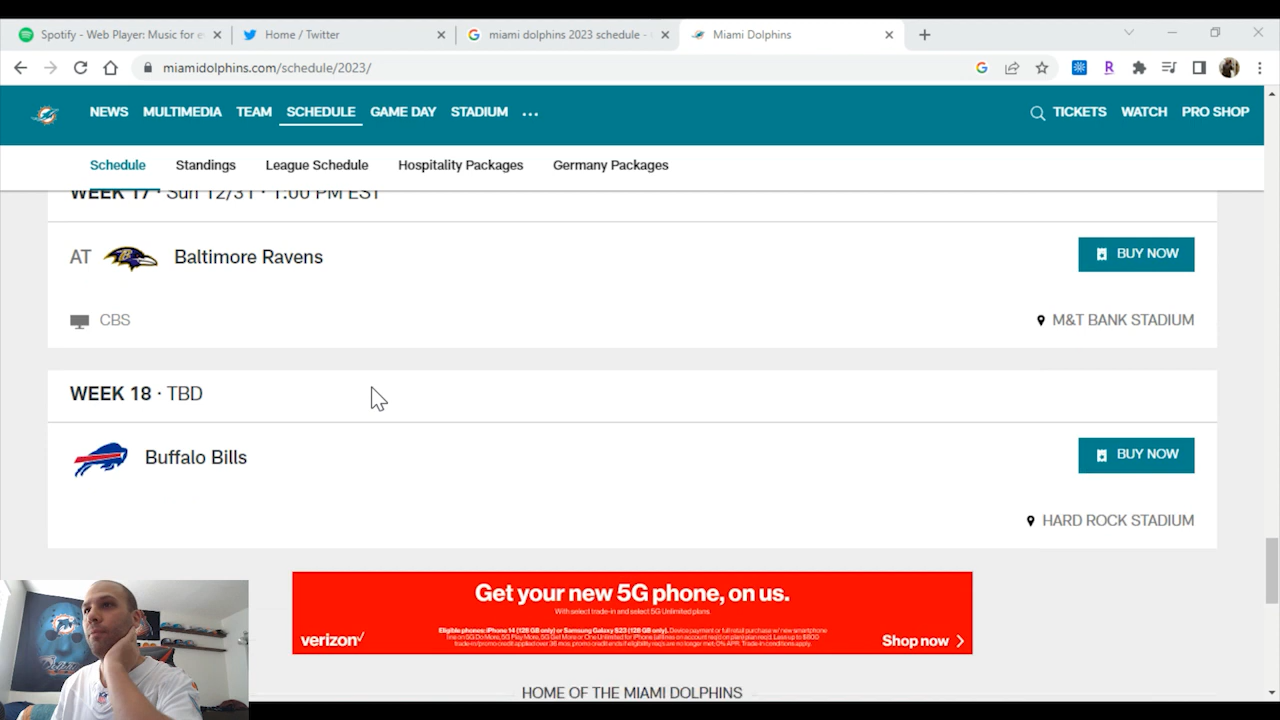 Spotify - Web Player: Music for e
Home / Twitter
miami dolphins 2023 schedule -
Miami Dolphins
miamidolphins.com/schedule/2023/
NEWS MULTIMEDIA TEAM SCHEDULE GAME DAY STADIUM ... TICKETS WATCH PRO SHOP
Schedule Standings League Schedule Hospitality Packages Germany Packages
WEEK 17 · Sun 12/31 · 1:00 PM EST
AT Baltimore Ravens BUY NOW
CBS M&T BANK STADIUM
WEEK 18 · TBD
Buffalo Bills BUY NOW
HARD ROCK STADIUM
Get your new 5G phone, on us.
With select trade-in and select 5G Unlimited plans.
verizon✓ Shop now
HOME OF THE MIAMI DOLPHINS